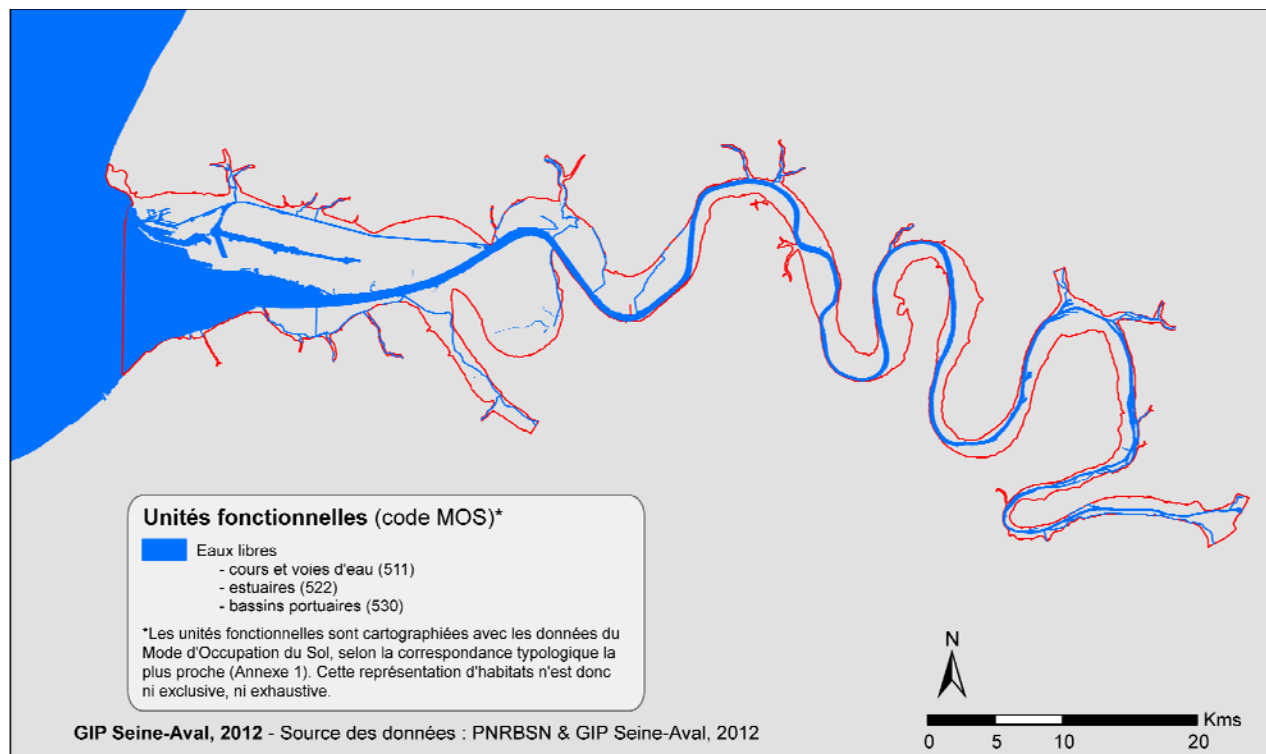 Unités fonctionnelles (code MOS)*
Eaux libres
- cours et voies d'eau (511)
- estuaires (522)
- bassins portuaires (530)
*Les unités fonctionnelles sont cartographiées avec les données du
Mode d'Occupation du Sol, selon la correspondance typologique la
plus proche (Annexe 1). Cette représentation d'habitats n'est donc
ni exclusive, ni exhaustive.
N
Kms
0 5 10 20
GIP Seine-Aval, 2012 - Source des données : PNRBSN & GIP Seine-Aval, 2012